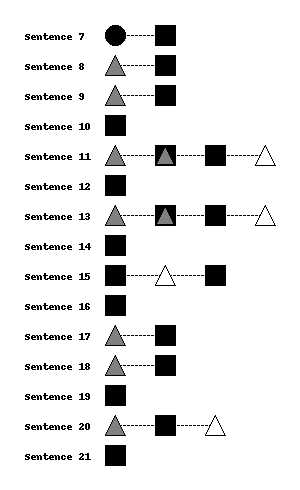 Sentence 7
Sentence 8
Sentence 9
Sentence 10
Sentence 11
Sentence 12
Sentence 13
Sentence 14
Sentence 15
Sentence 16
Sentence 17
Sentence 18
Sentence 19
Sentence 20
Sentence 21